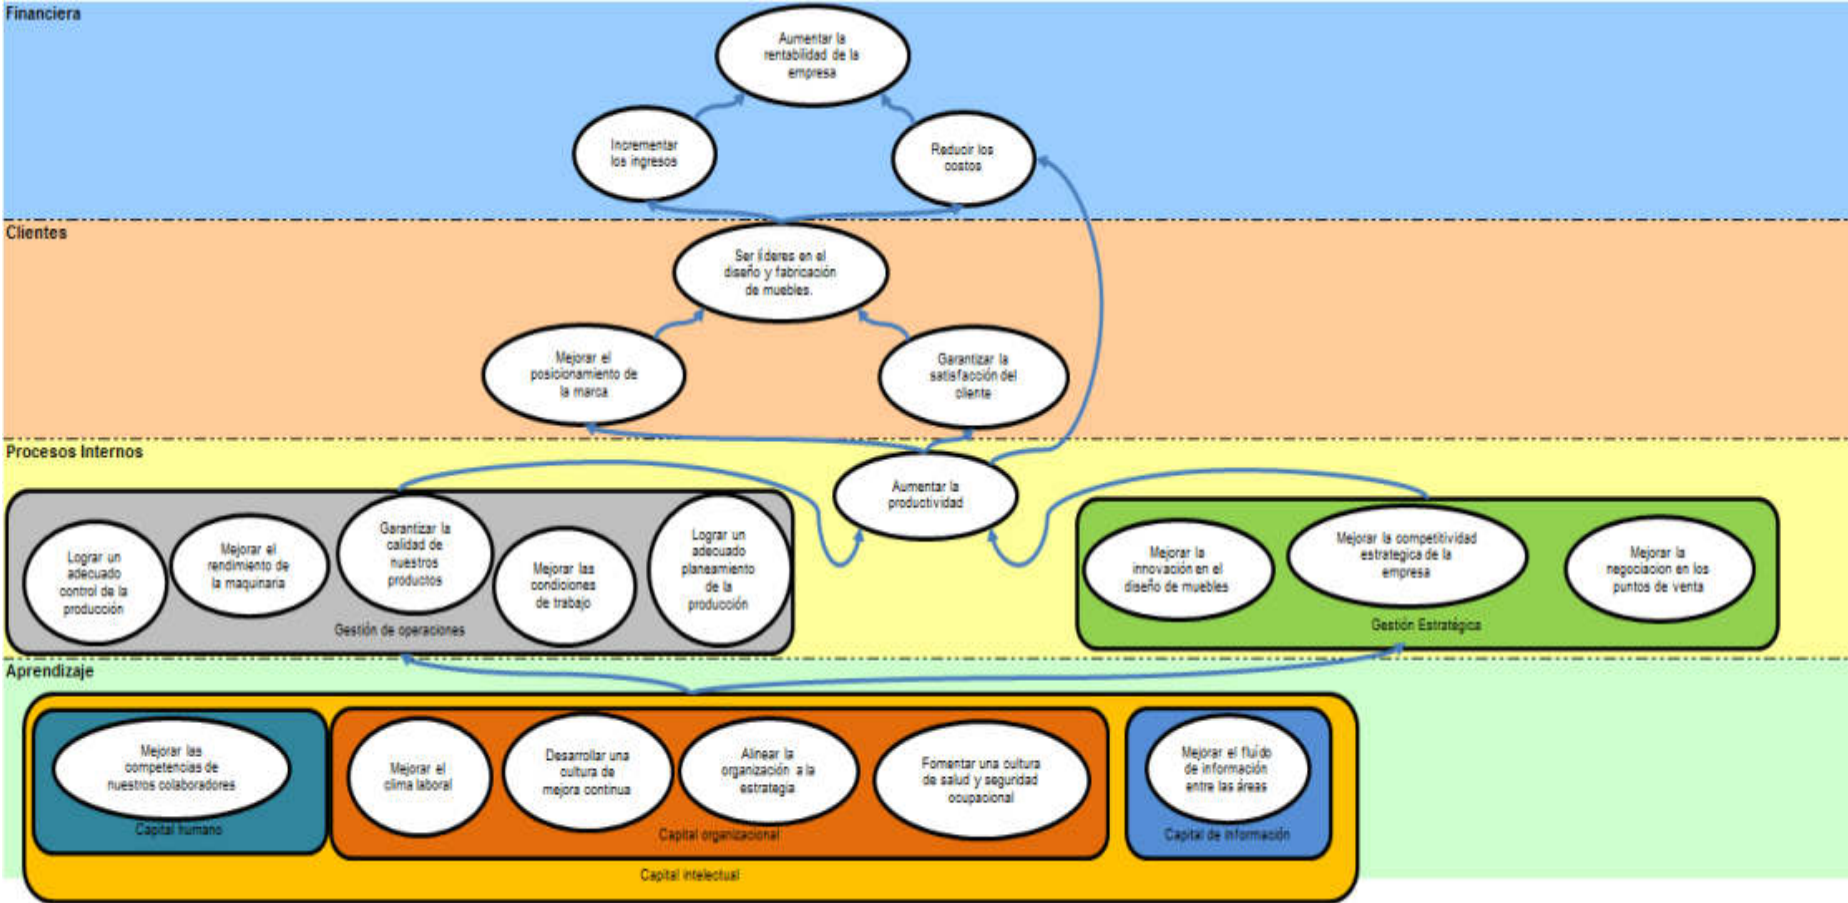 Financiera
Aumentar la
rentabilidad de la
empresa
Incrementar
los ingresos
Reducir los
costos
Clientes
Ser líderes en el
diseño y fabricación
de muebles.
Mejorar el
posicionamiento de
la marca
Garantizar la
satisfacción del
cliente
Procesos Internos
Aumentar la
productividad
Lograr un
adecuado
control de la
producción
Mejorar el
rendimiento de
la maquinaria
Garantizar la
calidad de
nuestros
productos
Mejorar las
condiciones
de trabajo
Lograr un
adecuado
planeamiento
de la
producción
Gestión de operaciones
Mejorar la
innovación en el
diseño de muebles
Mejorar la competitividad
estrategica de la
empresa
Mejorar la
negociacion en los
puntos de venta
Gestión Estratégica
Aprendizaje
Mejorar las
competencias de
nuestros colaboradores
Capital humano
Mejorar el
clima laboral
Desarrollar una
cultura de
mejora continua
Alinear la
organización a la
estrategia
Fomentar una cultura
de salud y seguridad
ocupacional
Capital organizacional
Mejorar el fluído
de información
entre las áreas
Capital de información
Capital intelectual